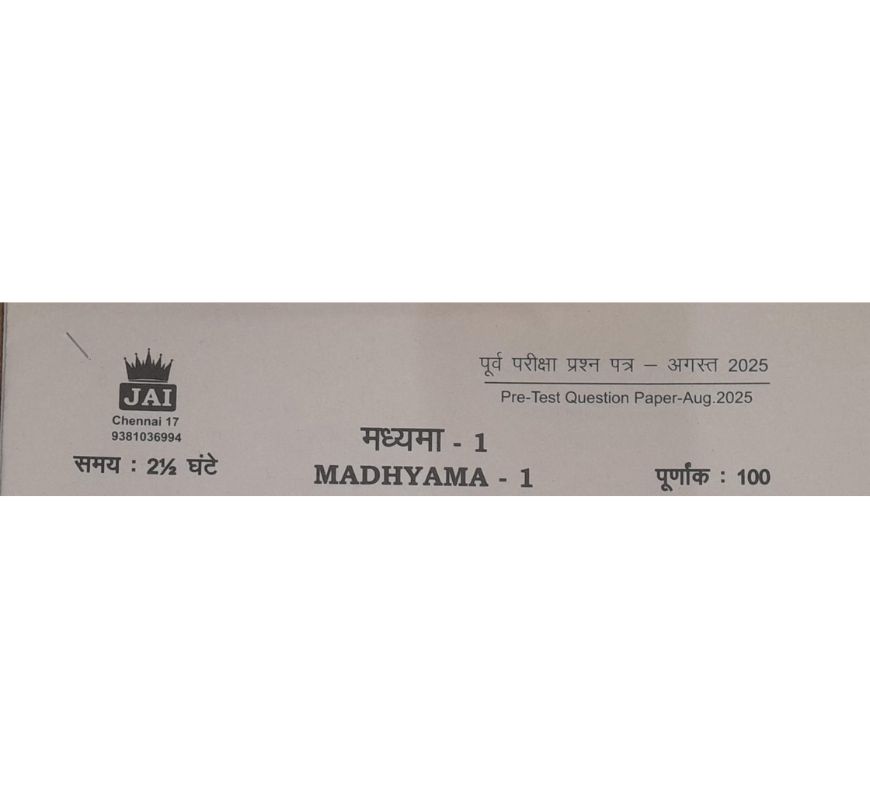 पूर्व परीक्षा प्रश्न पत्र – अगस्त 2025
Pre-Test Question Paper-Aug.2025
JAI
Chennai 17
9381036994
मध्यमा - 1
समय : 2½ घंटे
MADHYAMA - 1
पूर्णांक : 100